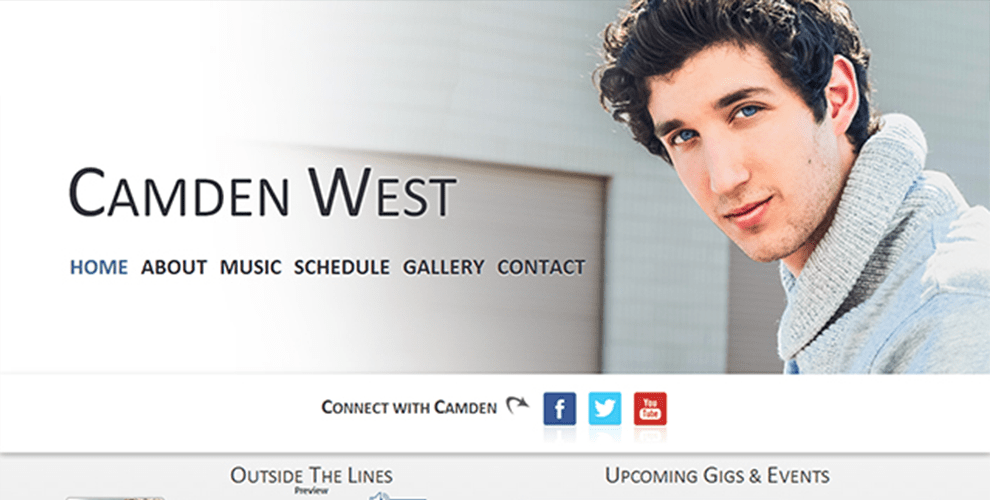 Camden West
HOME ABOUT MUSIC SCHEDULE GALLERY CONTACT
Connect with Camden
f
You Tube
Outside The Lines
Preview
Upcoming Gigs & Events